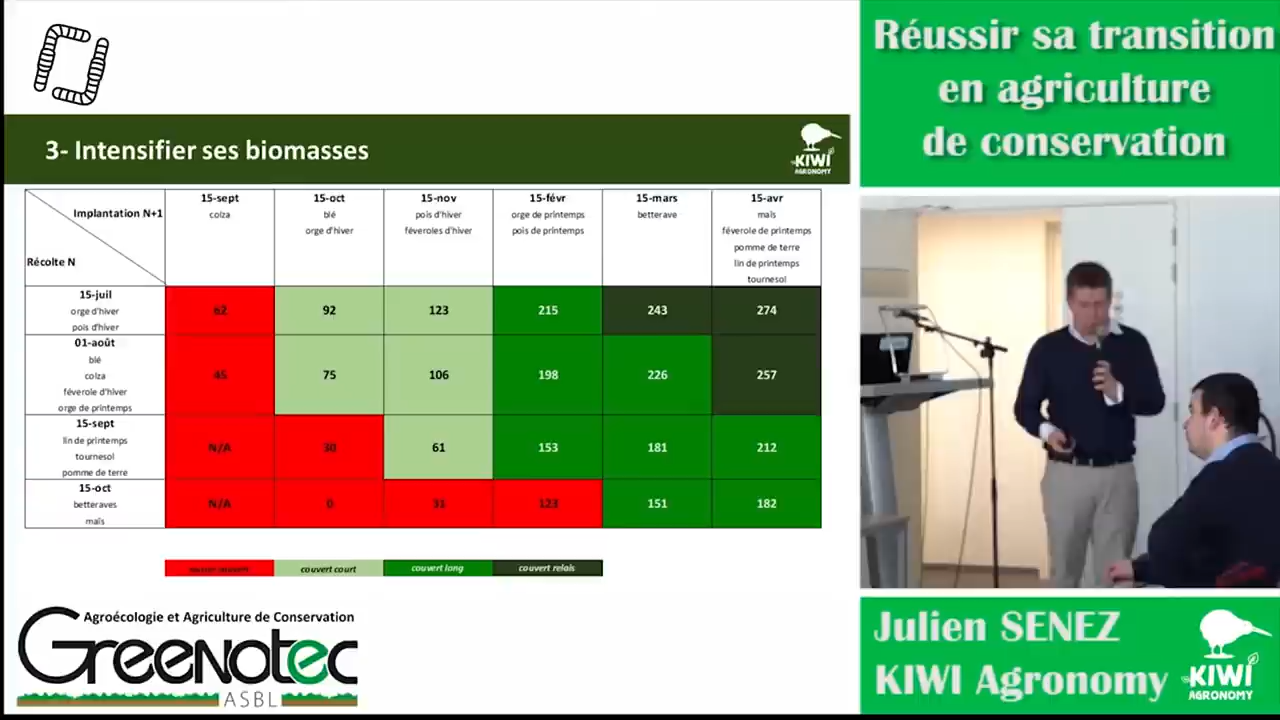 Réussir sa transition
en agriculture
de conservation
3- Intensifier ses biomasses
KIWI
AGRONOMY
Implantation N+1
Récolte N
15-sept
colza
15-oct
blé
orge d'hiver
15-nov
pois d'hiver
féveroles d'hiver
15-févr
orge de printemps
pois de printemps
15-mars
betterave
15-avr
maïs
féverole de printemps
pomme de terre
lin de printemps
tournesol
15-juil
orge d'hiver
pois d'hiver
62
92
123
215
243
274
01-août
blé
colza
féverole d'hiver
orge de printemps
45
75
106
198
226
257
15-sept
lin de printemps
tournesol
pomme de terre
N/A
30
61
153
181
212
15-oct
betteraves
maïs
N/A
0
31
123
151
182
couvert court
couvert long
couvert relais
Agroécologie et Agriculture de Conservation
Greenotec
ASBL
Julien SENEZ
KIWI Agronomy
KIWI
AGRONOMY